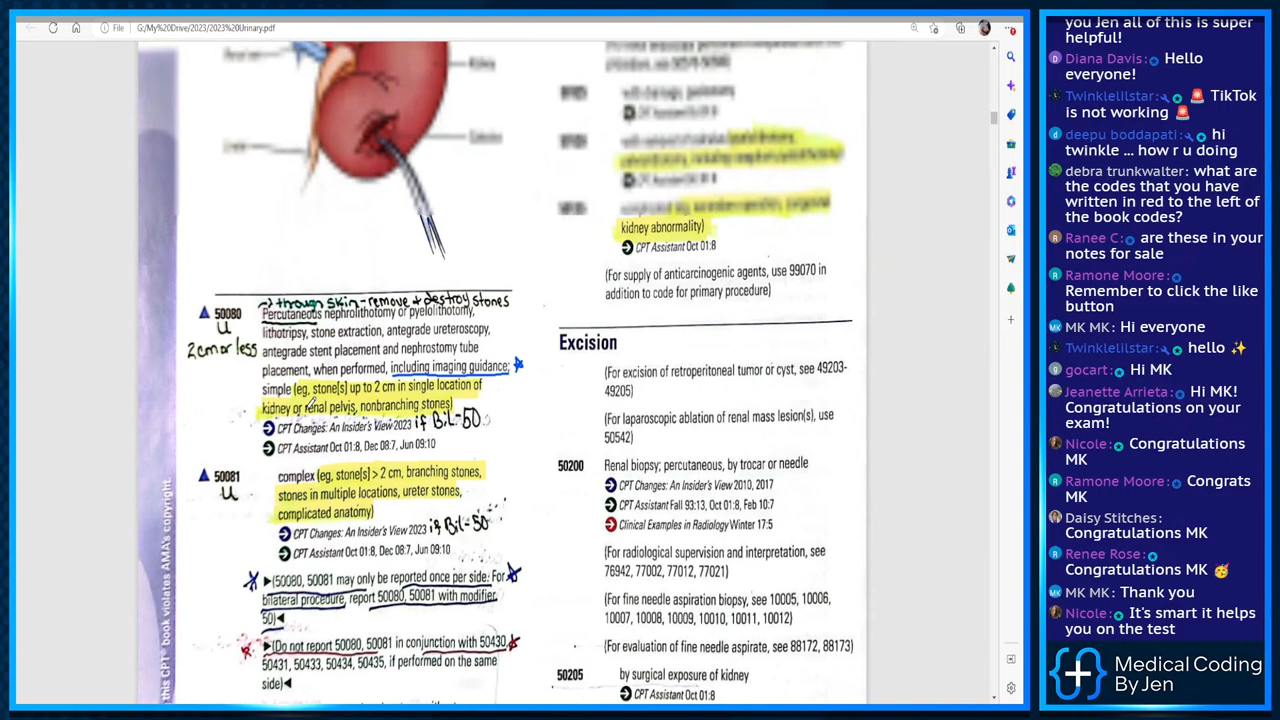 File
G:/My%20Drive/2023/2023%20Urinary.pdf
this CPT® book violates AMA's copyright.
→ through skin - remove + destroy stones
50080
U
2cm or less
Percutaneous nephrolithotomy or pyelolithotomy,
lithotripsy, stone extraction, antegrade ureteroscopy,
antegrade stent placement and nephrostomy tube
placement, when performed, including imaging guidance;
simple (eg, stone[s] up to 2 cm in single location of
kidney or renal pelvis, nonbranching stones)
CPT Changes: An Insider's View 2023 if Bil-50
CPT Assistant Oct 01:8, Dec 08:7, Jun 09:10
50081
U
complex (eg, stone[s] > 2 cm, branching stones,
stones in multiple locations, ureter stones,
complicated anatomy)
CPT Changes: An Insider's View 2023 if Bil-50
CPT Assistant Oct 01:8, Dec 08:7, Jun 09:10
▶(50080, 50081 may only be reported once per side. For
bilateral procedure, report 50080, 50081 with modifier
50)◀
▶(Do not report 50080, 50081 in conjunction with 50430,
50431, 50433, 50434, 50435, if performed on the same
side)◀
kidney abnormality)
CPT Assistant Oct 01:8
(For supply of anticarcinogenic agents, use 99070 in
addition to code for primary procedure)
Excision
(For excision of retroperitoneal tumor or cyst, see 49203-
49205)
(For laparoscopic ablation of renal mass lesion(s), use
50542)
50200
Renal biopsy; percutaneous, by trocar or needle
CPT Changes: An Insider's View 2010, 2017
CPT Assistant Fall 93:13, Oct 01:8, Feb 10:7
Clinical Examples in Radiology Winter 17:5
(For radiological supervision and interpretation, see
76942, 77002, 77012, 77021)
(For fine needle aspiration biopsy, see 10005, 10006,
10007, 10008, 10009, 10010, 10011, 10012)
(For evaluation of fine needle aspirate, see 88172, 88173)
50205
by surgical exposure of kidney
CPT Assistant Oct 01:8
you Jen all of this is super
helpful!
Diana Davis: Hello
everyone!
Twinklelilstar: 🚨 TikTok
is not working 🚨
deepu boddapati: hi
twinkle ... how r u doing
debra trunkwalter: what are
the codes that you have
written in red to the left of
the book codes?
Ranee C: are these in your
notes for sale
Ramone Moore:
Remember to click the like
button
MK MK: Hi everyone
Twinklelilstar: hello ✨
gocart: Hi MK
Jeanette Arrieta: Hi MK!
Congratulations on your
exam!
Nicole: Congratulations
MK
Ramone Moore: Congrats
MK
Daisy Stitches:
Congratulations MK
Renee Rose:
Congratulations MK 🥳
MK MK: Thank you
Nicole: It's smart it helps
you on the test
Medical Coding
By Jen